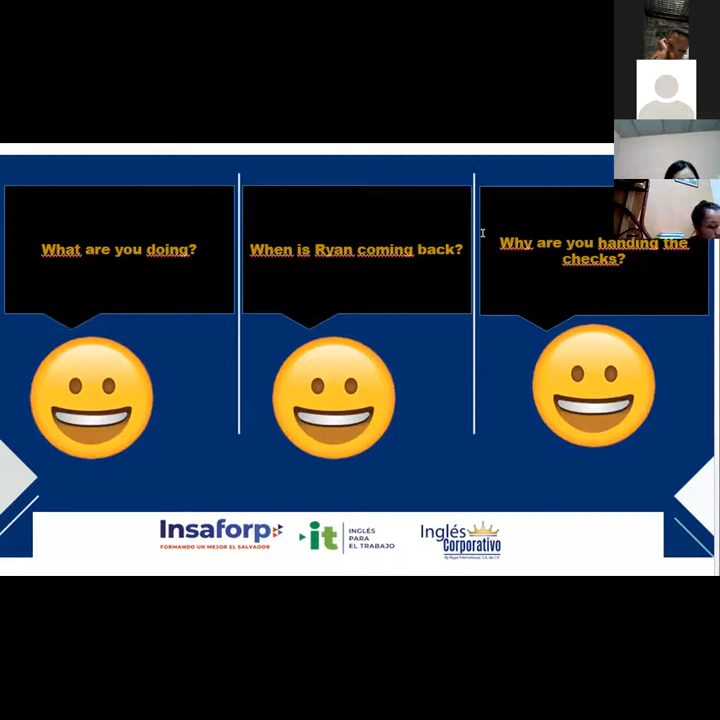 What are you doing?
When is Ryan coming back?
Why are you handing the
checks?
Insaforp
FORMANDO UN MEJOR EL SALVADOR
it
INGLÉS
PARA
EL TRABAJO
Inglés
Corporativo